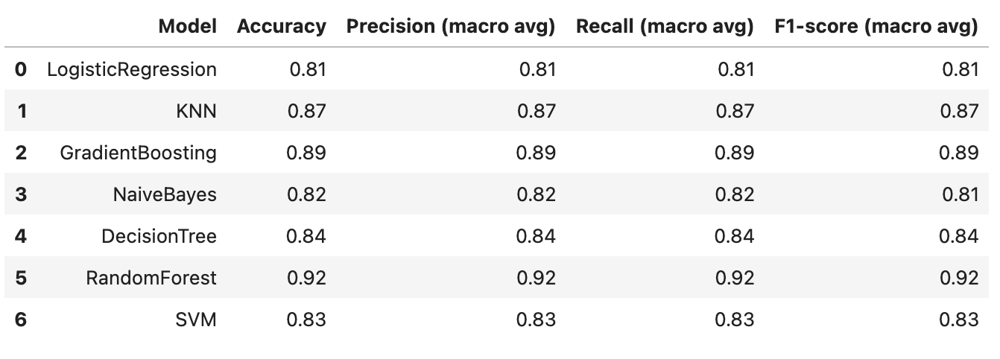 Model Accuracy Precision (macro avg) Recall (macro avg) F1-score (macro avg)
0 LogisticRegression 0.81 0.81 0.81 0.81
1 KNN 0.87 0.87 0.87 0.87
2 GradientBoosting 0.89 0.89 0.89 0.89
3 NaiveBayes 0.82 0.82 0.82 0.81
4 DecisionTree 0.84 0.84 0.84 0.84
5 RandomForest 0.92 0.92 0.92 0.92
6 SVM 0.83 0.83 0.83 0.83